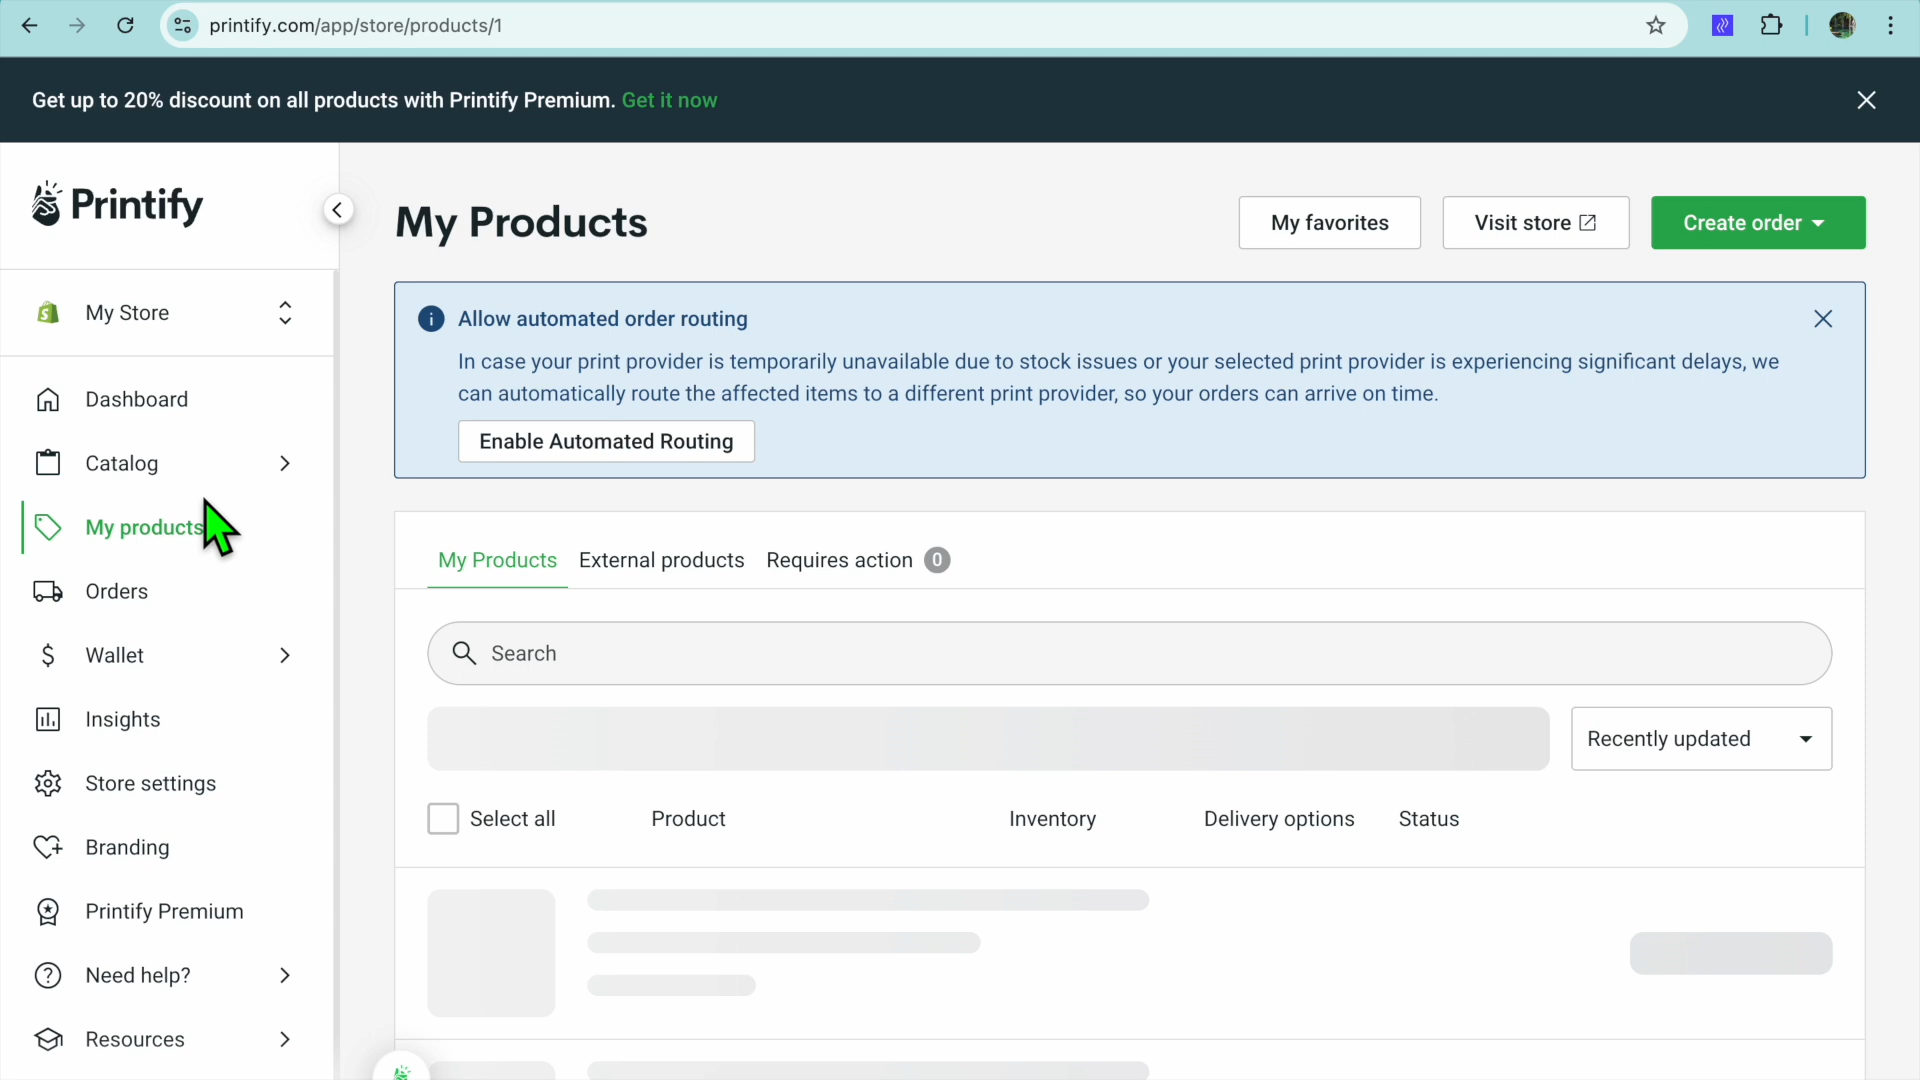 printify.com/app/store/products/1
Get up to 20% discount on all products with Printify Premium. Get it now
Printify
My Store
Dashboard
Catalog
My products
Orders
Wallet
Insights
Store settings
Branding
Printify Premium
Need help?
Resources
My Products
My favorites
Visit store
Create order
Allow automated order routing
In case your print provider is temporarily unavailable due to stock issues or your selected print provider is experiencing significant delays, we
can automatically route the affected items to a different print provider, so your orders can arrive on time.
Enable Automated Routing
My Products External products Requires action 0
Search
Recently updated
Select all Product Inventory Delivery options Status